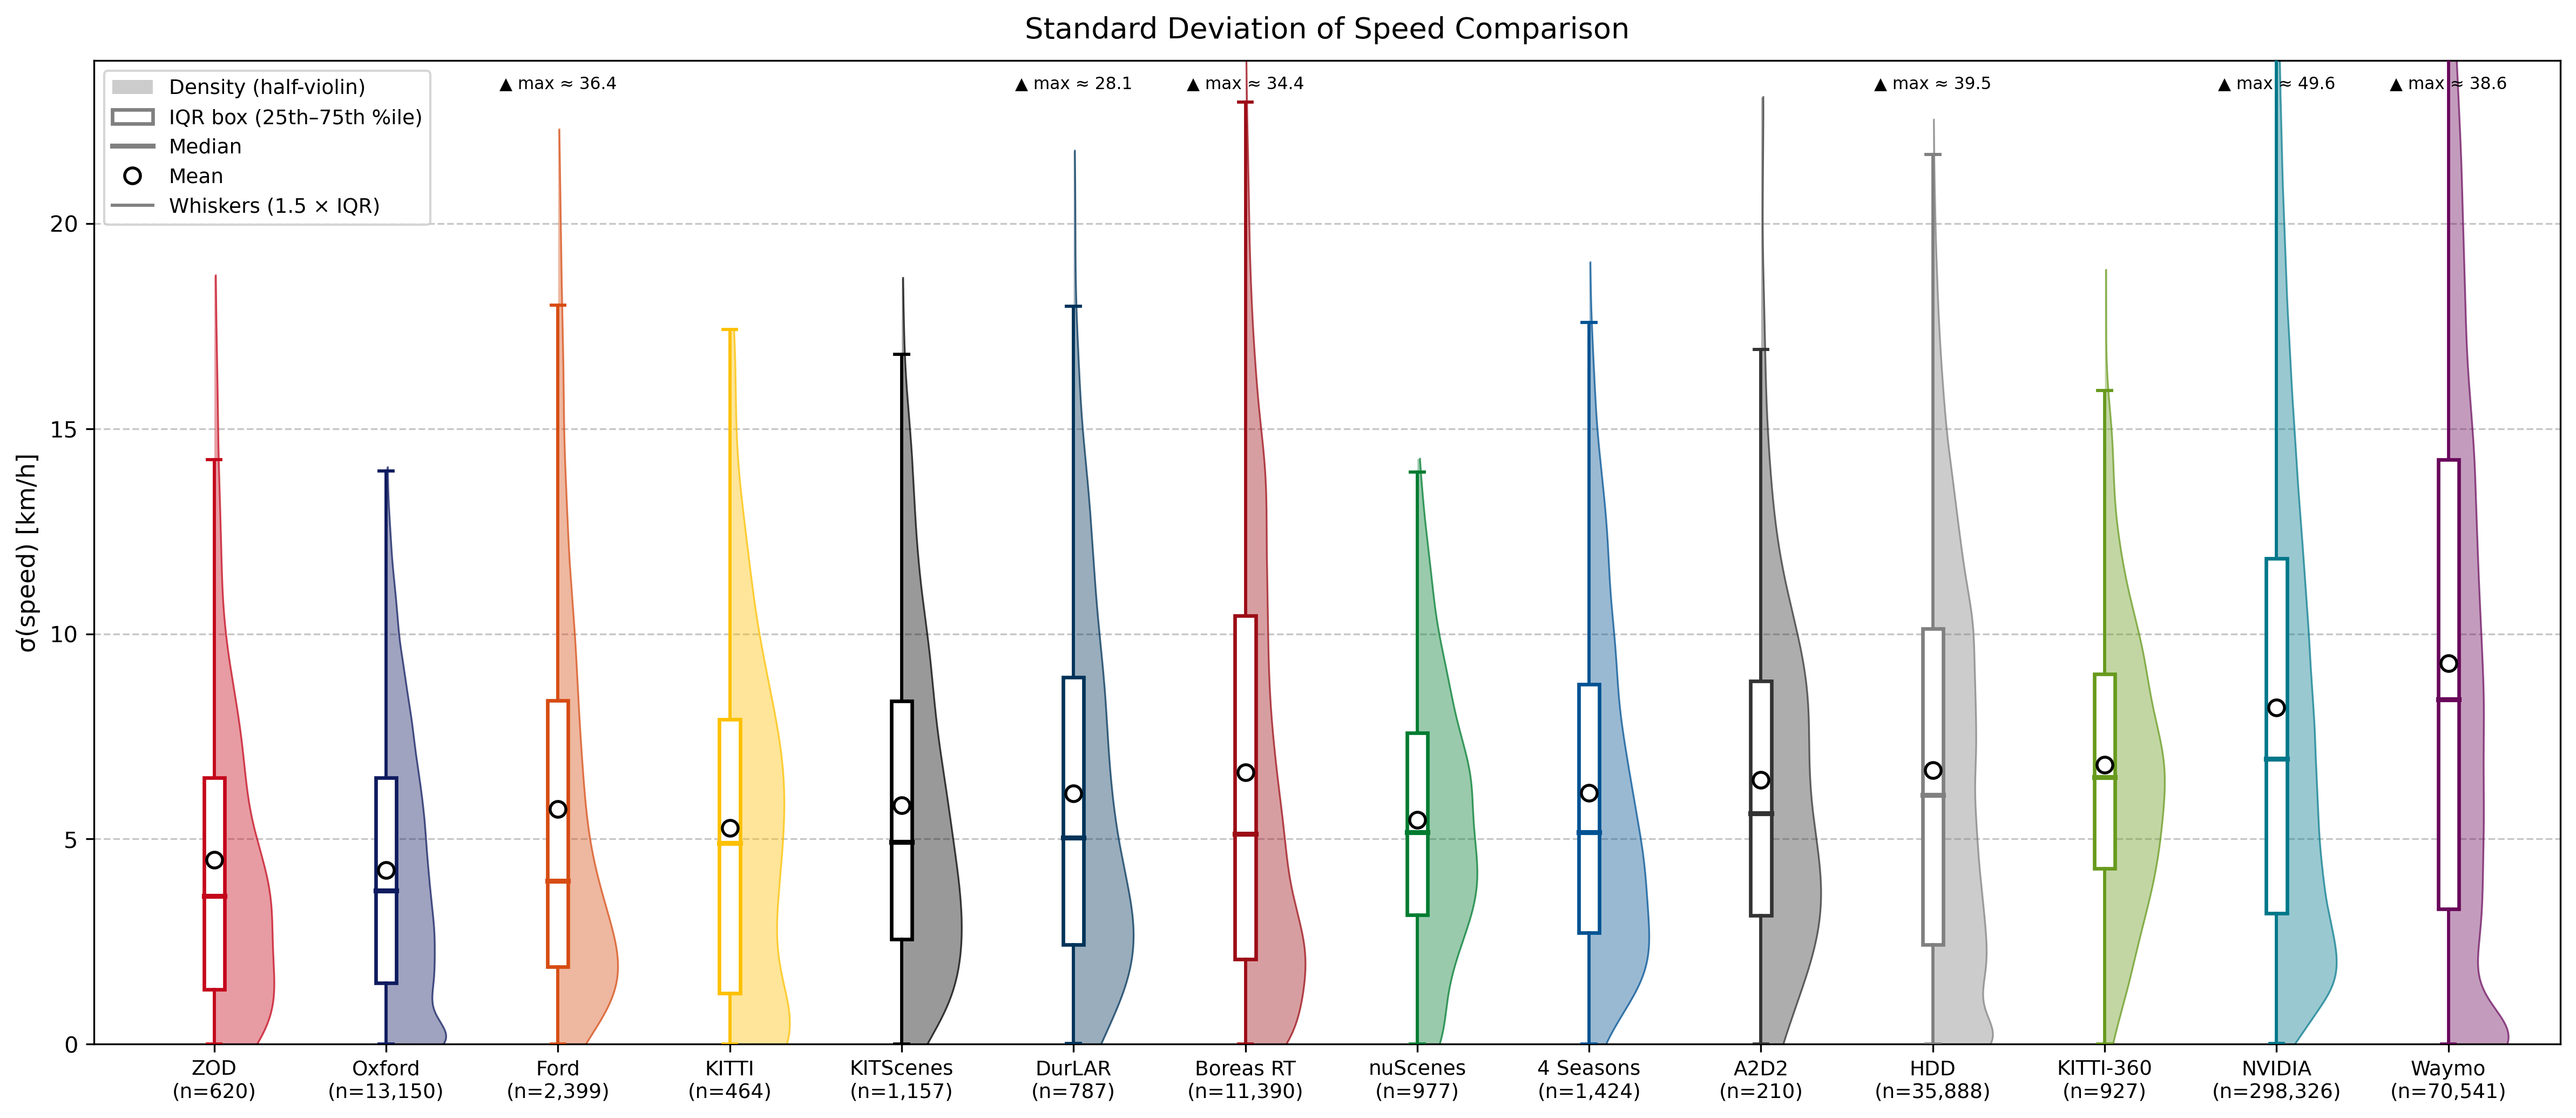 Standard Deviation of Speed Comparison
Density (half-violin)
IQR box (25th–75th %ile)
Median
Mean
Whiskers (1.5 × IQR)
▲ max ≈ 36.4
▲ max ≈ 28.1
▲ max ≈ 34.4
▲ max ≈ 39.5
▲ max ≈ 49.6
▲ max ≈ 38.6
σ(speed) [km/h]
20
15
10
5
0
ZOD
(n=620)
Oxford
(n=13,150)
Ford
(n=2,399)
KITTI
(n=464)
KITScenes
(n=1,157)
DurLAR
(n=787)
Boreas RT
(n=11,390)
nuScenes
(n=977)
4 Seasons
(n=1,424)
A2D2
(n=210)
HDD
(n=35,888)
KITTI-360
(n=927)
NVIDIA
(n=298,326)
Waymo
(n=70,541)